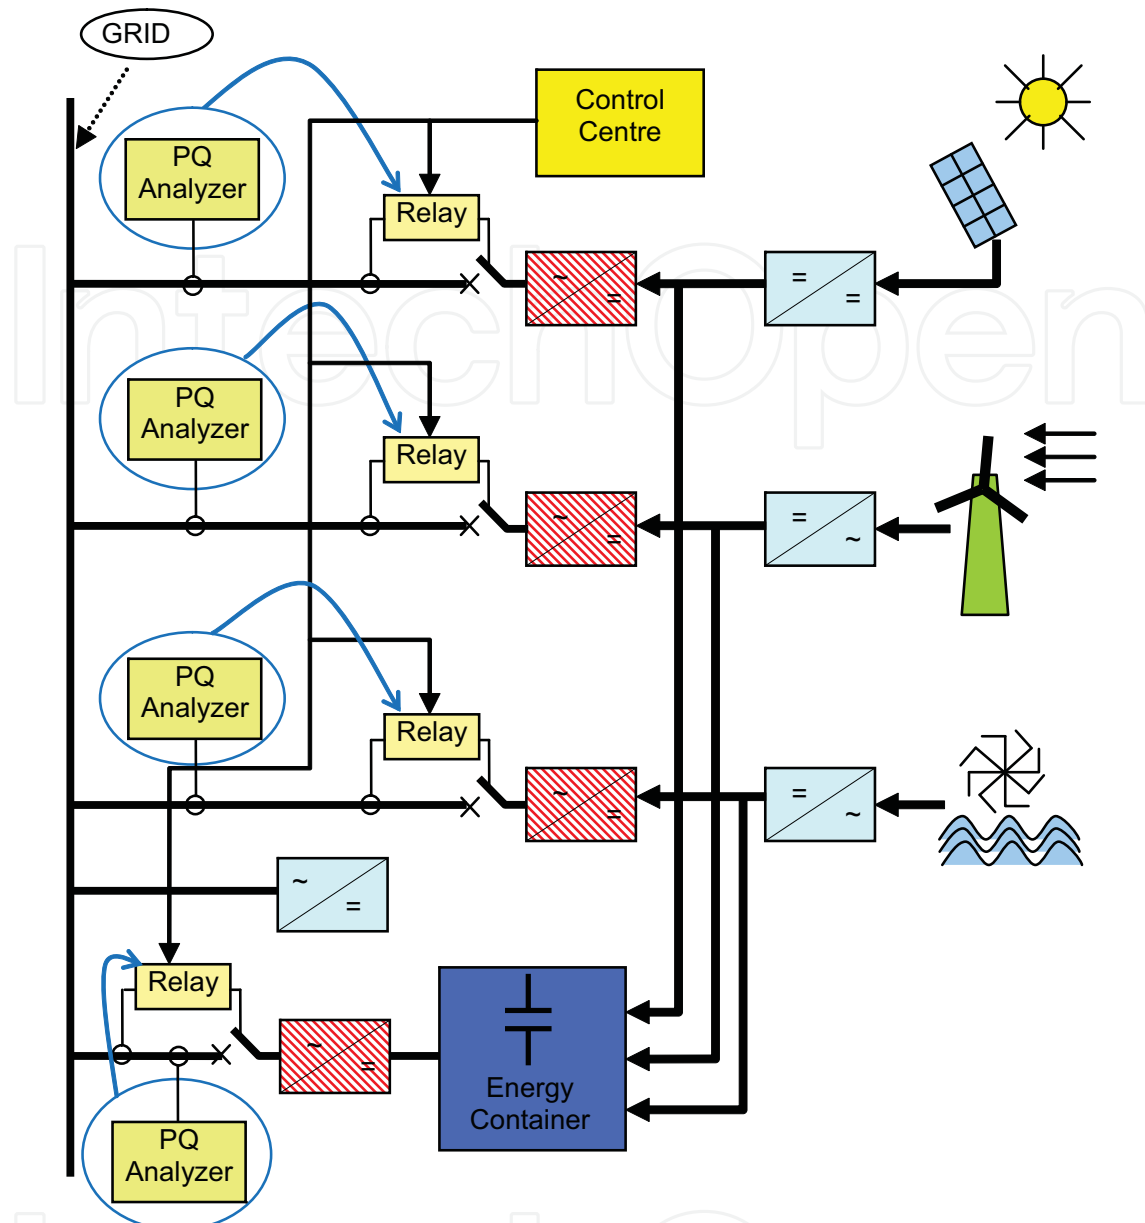 GRID
Control
Centre
PQ
Analyzer
Relay
~
=
=
=
PQ
Analyzer
Relay
~
=
=
~
PQ
Analyzer
Relay
~
=
=
~
~
=
Relay
~
=
Energy
Container
PQ
Analyzer
IntechOpen